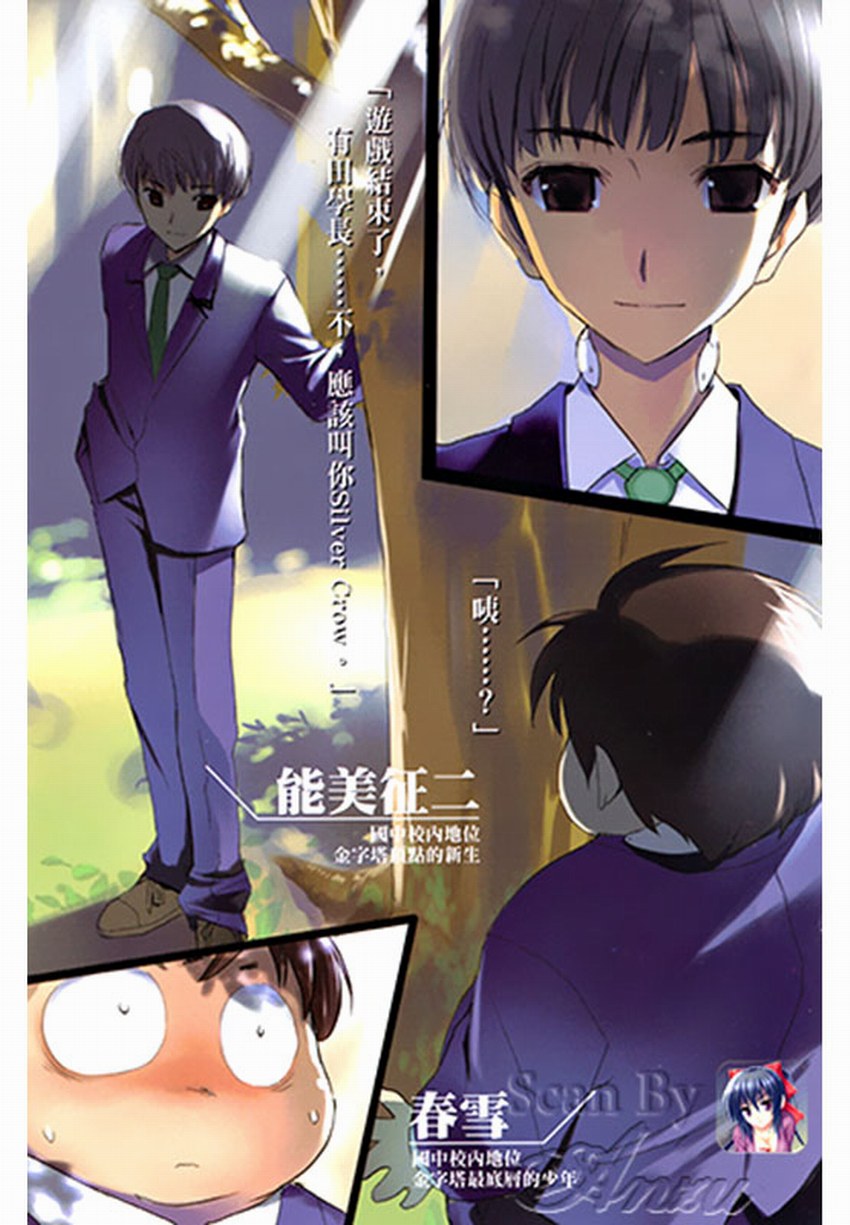 「遊戲結束了，
有田學長……不，應該叫你Silver Crow。」
「咦……？」
能美征二
國中校內地位
金字塔頂點的新生
春雪
國中校內地位
金字塔最底層的少年
Scan By
Anzu